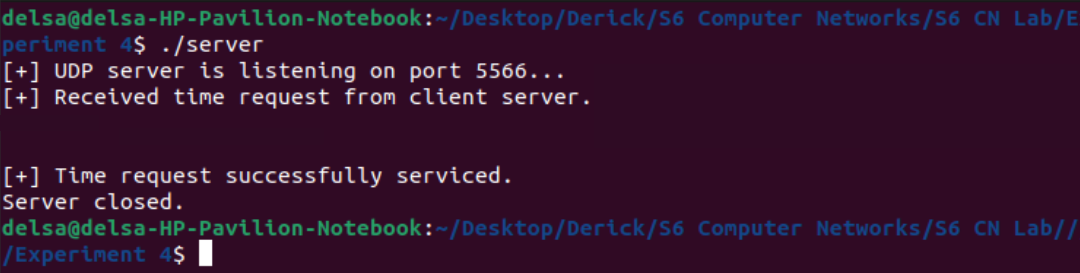 delsa@delsa-HP-Pavilion-Notebook:~/Desktop/Derick/S6 Computer Networks/S6 CN Lab/E
periment 4$ ./server
[+] UDP server is listening on port 5566...
[+] Received time request from client server.
[+] Time request successfully serviced.
Server closed.
delsa@delsa-HP-Pavilion-Notebook:~/Desktop/Derick/S6 Computer Networks/S6 CN Lab//
/Experiment 4$